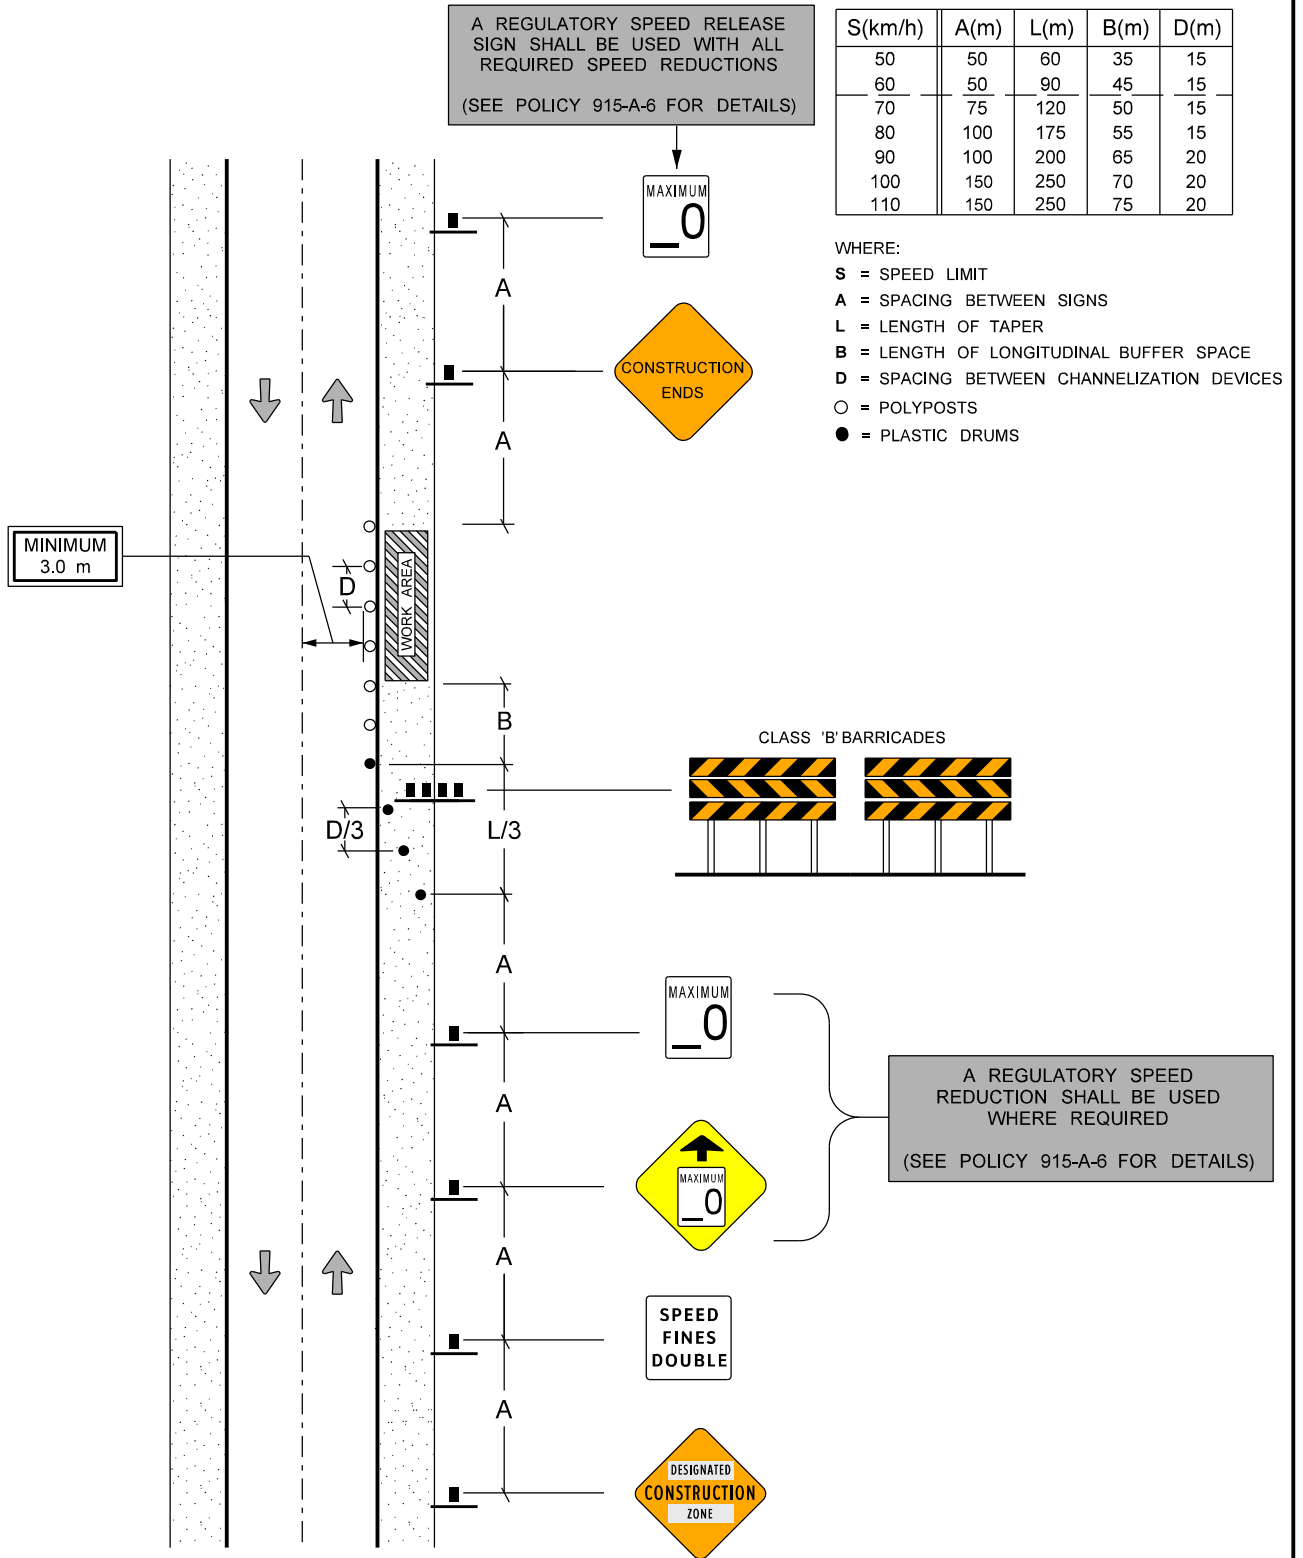 A REGULATORY SPEED RELEASE
SIGN SHALL BE USED WITH ALL
REQUIRED SPEED REDUCTIONS
(SEE POLICY 915-A-6 FOR DETAILS)
S(km/h) A(m) L(m) B(m) D(m)
50 50 60 35 15
60 50 90 45 15
70 75 120 50 15
80 100 175 55 15
90 100 200 65 20
100 150 250 70 20
110 150 250 75 20
WHERE:
S = SPEED LIMIT
A = SPACING BETWEEN SIGNS
L = LENGTH OF TAPER
B = LENGTH OF LONGITUDINAL BUFFER SPACE
D = SPACING BETWEEN CHANNELIZATION DEVICES
= POLYPOSTS
= PLASTIC DRUMS
MAXIMUM
_0
A
CONSTRUCTION
ENDS
A
MINIMUM
3.0 m
D
WORK AREA
B
CLASS 'B' BARRICADES
D/3
L/3
A
MAXIMUM
_0
A
A REGULATORY SPEED
REDUCTION SHALL BE USED
WHERE REQUIRED
(SEE POLICY 915-A-6 FOR DETAILS)
MAXIMUM
_0
A
SPEED
FINES
DOUBLE
A
DESIGNATED
CONSTRUCTION
ZONE